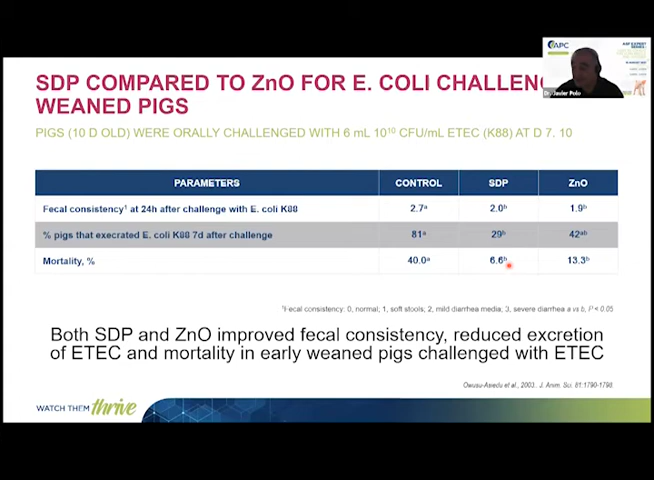 APC
SDP COMPARED TO ZnO FOR E. COLI CHALLENG
WEANED PIGS
Dr. Javier Polo
PIGS (10 D OLD) WERE ORALLY CHALLENGED WITH 6 mL 10¹⁰ CFU/mL ETEC (K88) AT D 7. 10
PARAMETERS CONTROL SDP ZnO
Fecal consistency¹ at 24h after challenge with E. coli K88 2.7ᵃ 2.0ᵇ 1.9ᵇ
% pigs that execrated E. coli K88 7d after challenge 81ᵃ 29ᵇ 42ᵃᵇ
Mortality, % 40.0ᵃ 6.6ᵇ 13.3ᵇ
¹Fecal consistency: 0, normal; 1, soft stools; 2, mild diarrhea media; 3, severe diarrhea a vs b, P < 0.05
Both SDP and ZnO improved fecal consistency, reduced excretion
of ETEC and mortality in early weaned pigs challenged with ETEC
Owusu-Asiedu et al., 2003. J. Anim. Sci. 81:1790-1798
WATCH THEM thrive